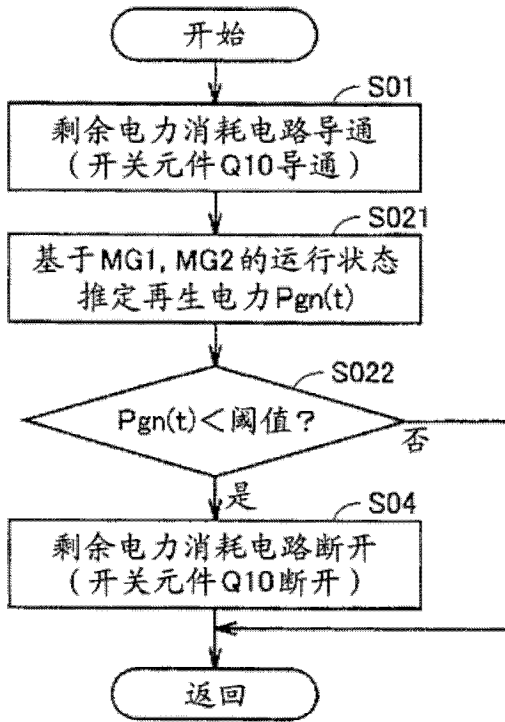 开始
S01
剩余电力消耗电路导通
(开关元件Q10导通)
S021
基于MG1,MG2的运行状态
推定再生电力Pgn(t)
S022
Pgn(t)<阈值?
否
是
S04
剩余电力消耗电路断开
(开关元件Q10断开)
返回